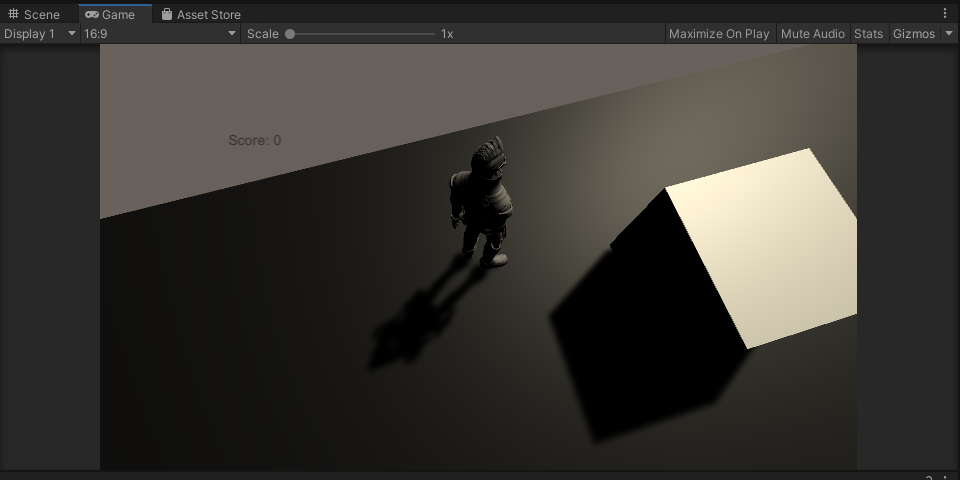 Scene Game Asset Store
Display 1 16:9 Scale 1x Maximize On Play Mute Audio Stats Gizmos
Score: 0